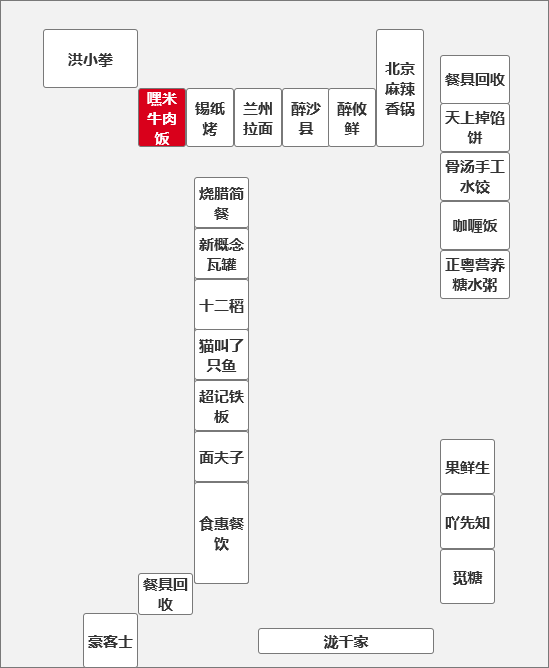 洪小拳
嘿米
牛肉
饭
锡纸
烤
兰州
拉面
醉沙
县
醉攸
鲜
北京
麻辣
香锅
餐具回收
天上掉馅
饼
骨汤手工
水饺
咖喱饭
正粤营养
糖水粥
烧腊简
餐
新概念
瓦罐
十二稻
猫叫了
只鱼
超记铁
板
面夫子
食惠餐
饮
果鲜生
吖先知
觅糖
餐具回
收
豪客士
泷千家